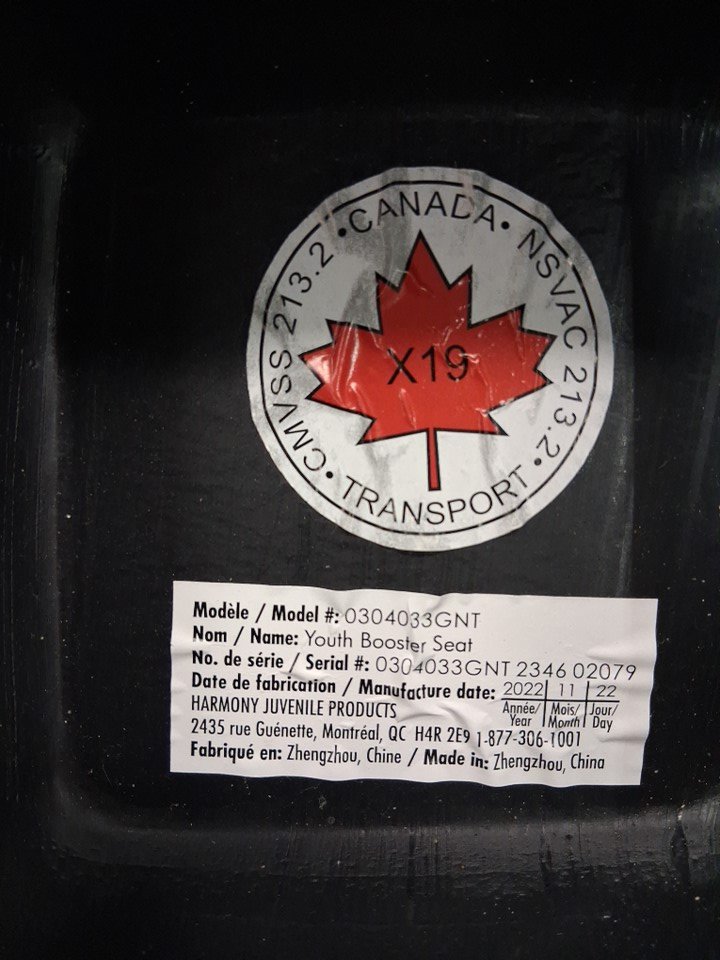 •CANADA•
NSVAC 213.2•
TRANSPORT
•CMVSS 213.2
X19
Modèle / Model #: 0304033GNT
Nom / Name: Youth Booster Seat
No. de série / Serial #: 0304033GNT 2346 02079
Date de fabrication / Manufacture date: 2022 | 11 | 22
Année/ Year | Mois/ Month | Jour/ Day
HARMONY JUVENILE PRODUCTS
2435 rue Guénette, Montréal, QC H4R 2E9 1-877-306-1001
Fabriqué en: Zhengzhou, Chine / Made in: Zhengzhou, China